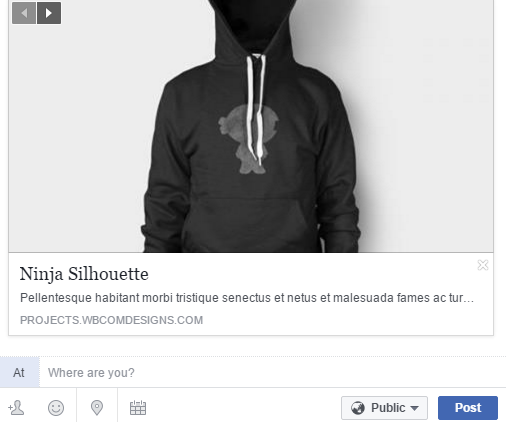 Ninja Silhouette
Pellentesque habitant morbi tristique senectus et netus et malesuada fames ac tur...
PROJECTS.WBCOMDESIGNS.COM
At Where are you?
Public Post